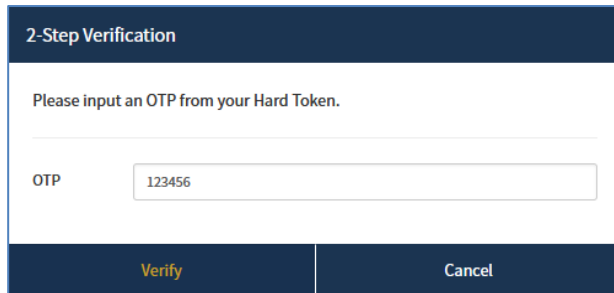 2-Step Verification
Please input an OTP from your Hard Token.
OTP 123456
Verify Cancel